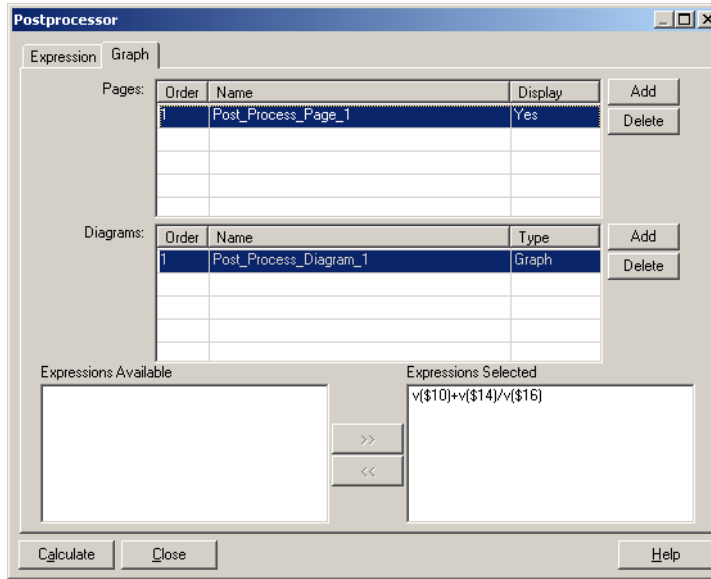 Postprocessor
Expression Graph
Pages: Order Name Display Add
1 Post_Process_Page_1 Yes Delete
Diagrams: Order Name Type Add
1 Post_Process_Diagram_1 Graph Delete
Expressions Available Expressions Selected
v($10)+v($14)/v($16)
>>
<<
Calculate Close Help